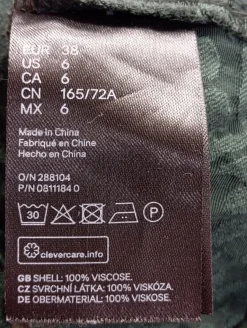 EUR 38
US 6
CA 6
CN 165/72A
MX 6
Made in China
Fabriqué en Chine
Hecho en China
O/N 288104
P/N 0811184 0
30
P
clevercare.info
GB SHELL: 100% VISCOSE.
CZ SVRCHNÍ LÁTKA: 100% VISKÓZA.
DE OBERMATERIAL: 100% VISKOSE.